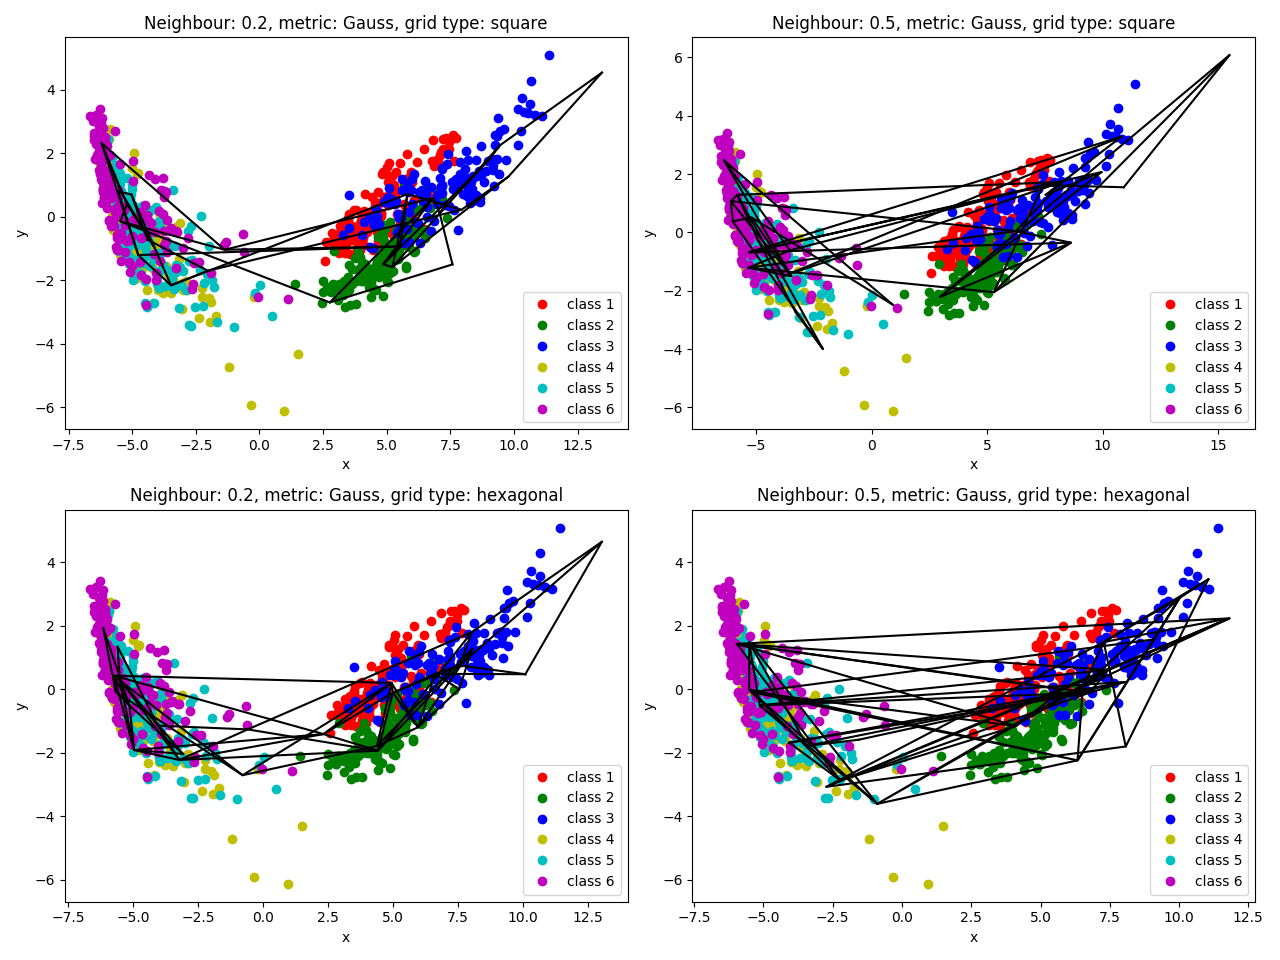 Neighbour: 0.2, metric: Gauss, grid type: square
4
2
0
−2
−4
−6
y
−7.5 −5.0 −2.5 0.0 2.5 5.0 7.5 10.0 12.5
x
class 1
class 2
class 3
class 4
class 5
class 6
Neighbour: 0.5, metric: Gauss, grid type: square
6
4
2
0
−2
−4
−6
y
−5 0 5 10 15
x
class 1
class 2
class 3
class 4
class 5
class 6
Neighbour: 0.2, metric: Gauss, grid type: hexagonal
4
2
0
−2
−4
−6
y
−7.5 −5.0 −2.5 0.0 2.5 5.0 7.5 10.0 12.5
x
class 1
class 2
class 3
class 4
class 5
class 6
Neighbour: 0.5, metric: Gauss, grid type: hexagonal
4
2
0
−2
−4
−6
y
−7.5 −5.0 −2.5 0.0 2.5 5.0 7.5 10.0 12.5
x
class 1
class 2
class 3
class 4
class 5
class 6